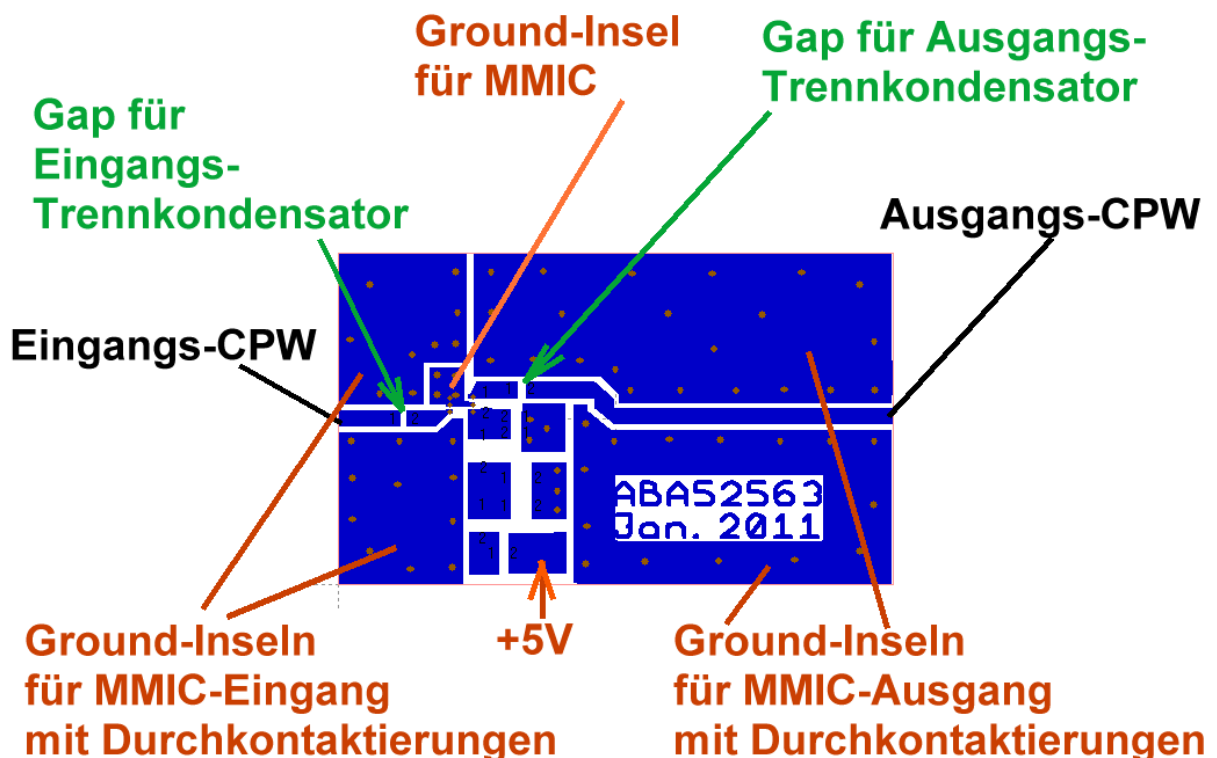 Ground-Insel
für MMIC
Gap für Ausgangs-
Trennkondensator
Gap für
Eingangs-
Trennkondensator
Ausgangs-CPW
Eingangs-CPW
ABA52563
Jan. 2011
Ground-Inseln
für MMIC-Eingang
mit Durchkontaktierungen
+5V
Ground-Inseln
für MMIC-Ausgang
mit Durchkontaktierungen